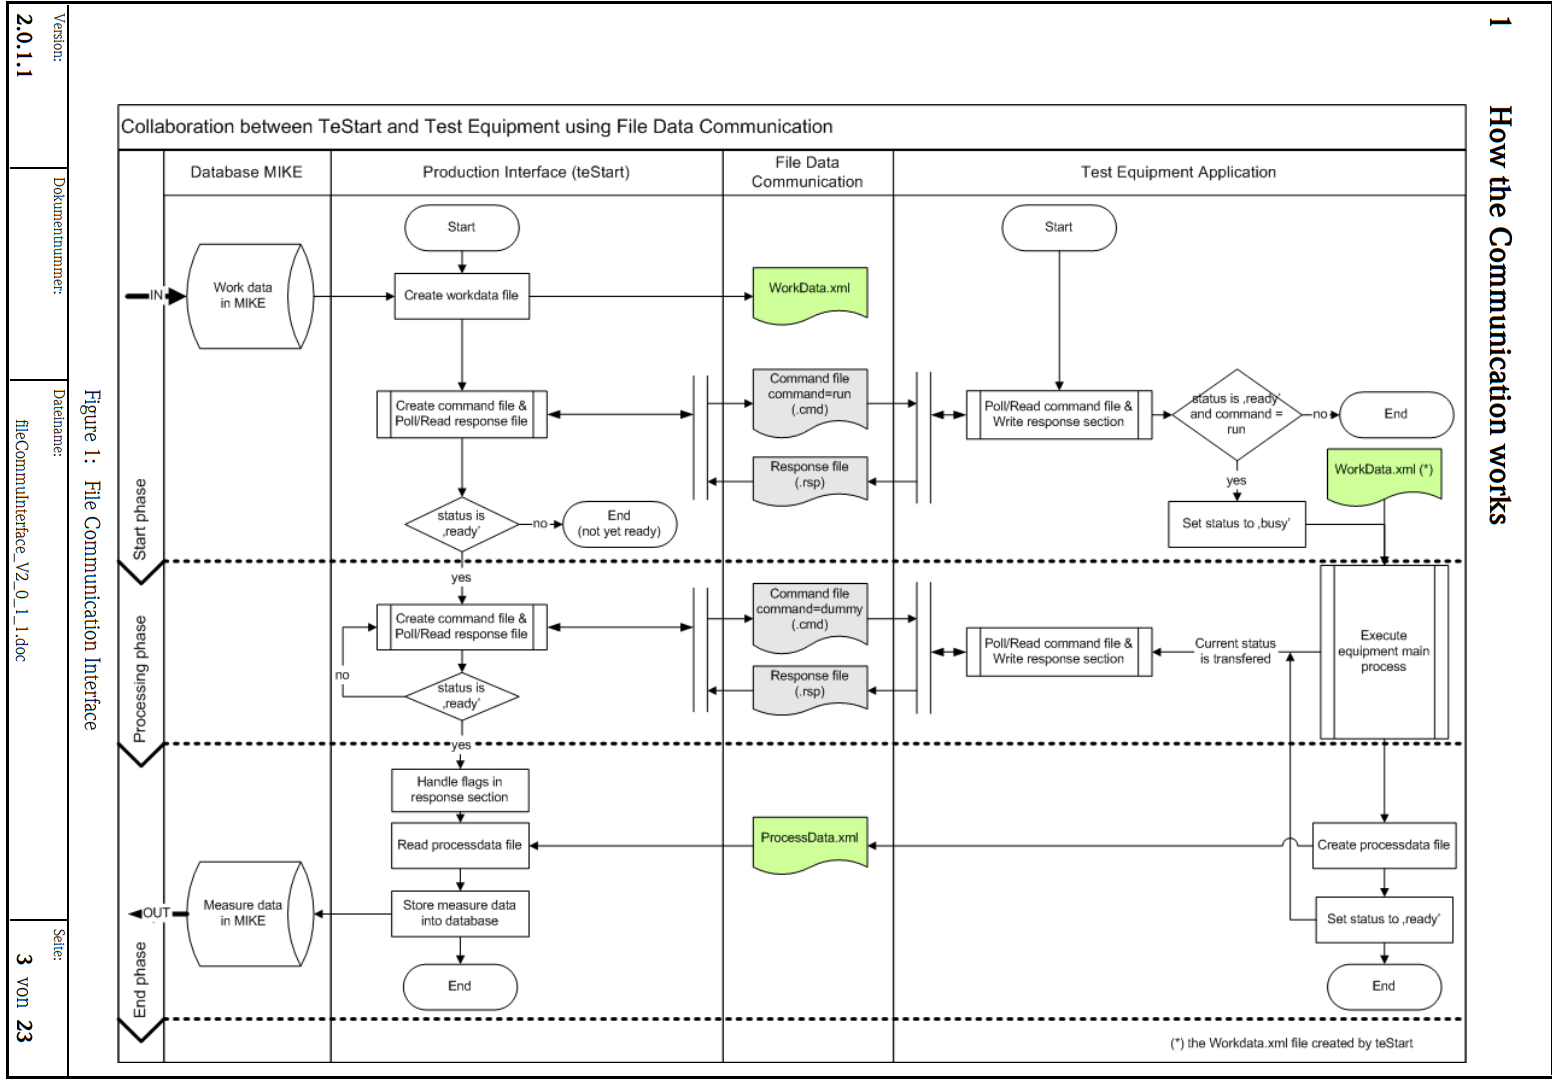 1 How the Communication works
Collaboration between TeStart and Test Equipment using File Data Communication
Database MIKE
Production Interface (teStart)
File Data
Communication
Test Equipment Application
Start phase
IN
Work data
in MIKE
Start
Create workdata file
WorkData.xml
Start
Create command file &
Poll/Read response file
Command file
command=run
(.cmd)
Response file
(.rsp)
Poll/Read command file &
Write response section
status is ‚ready’
and command =
run
no
End
yes
WorkData.xml (*)
Set status to ‚busy’
status is
‚ready’
no
End
(not yet ready)
yes
Processing phase
Create command file &
Poll/Read response file
Command file
command=dummy
(.cmd)
Response file
(.rsp)
Poll/Read command file &
Write response section
Current status
is transfered
Execute
equipment main
process
no
status is
‚ready’
yes
End phase
Handle flags in
response section
Read processdata file
ProcessData.xml
Create processdata file
OUT
Measure data
in MIKE
Store measure data
into database
Set status to ‚ready’
End
End
(*) the Workdata.xml file created by teStart
Figure 1: File Communication Interface
Version:
2.0.1.1
Dokumentnummer:
Dateiname:
fileCommuInterface_V2_0_1_1.doc
Seite:
3 von 23